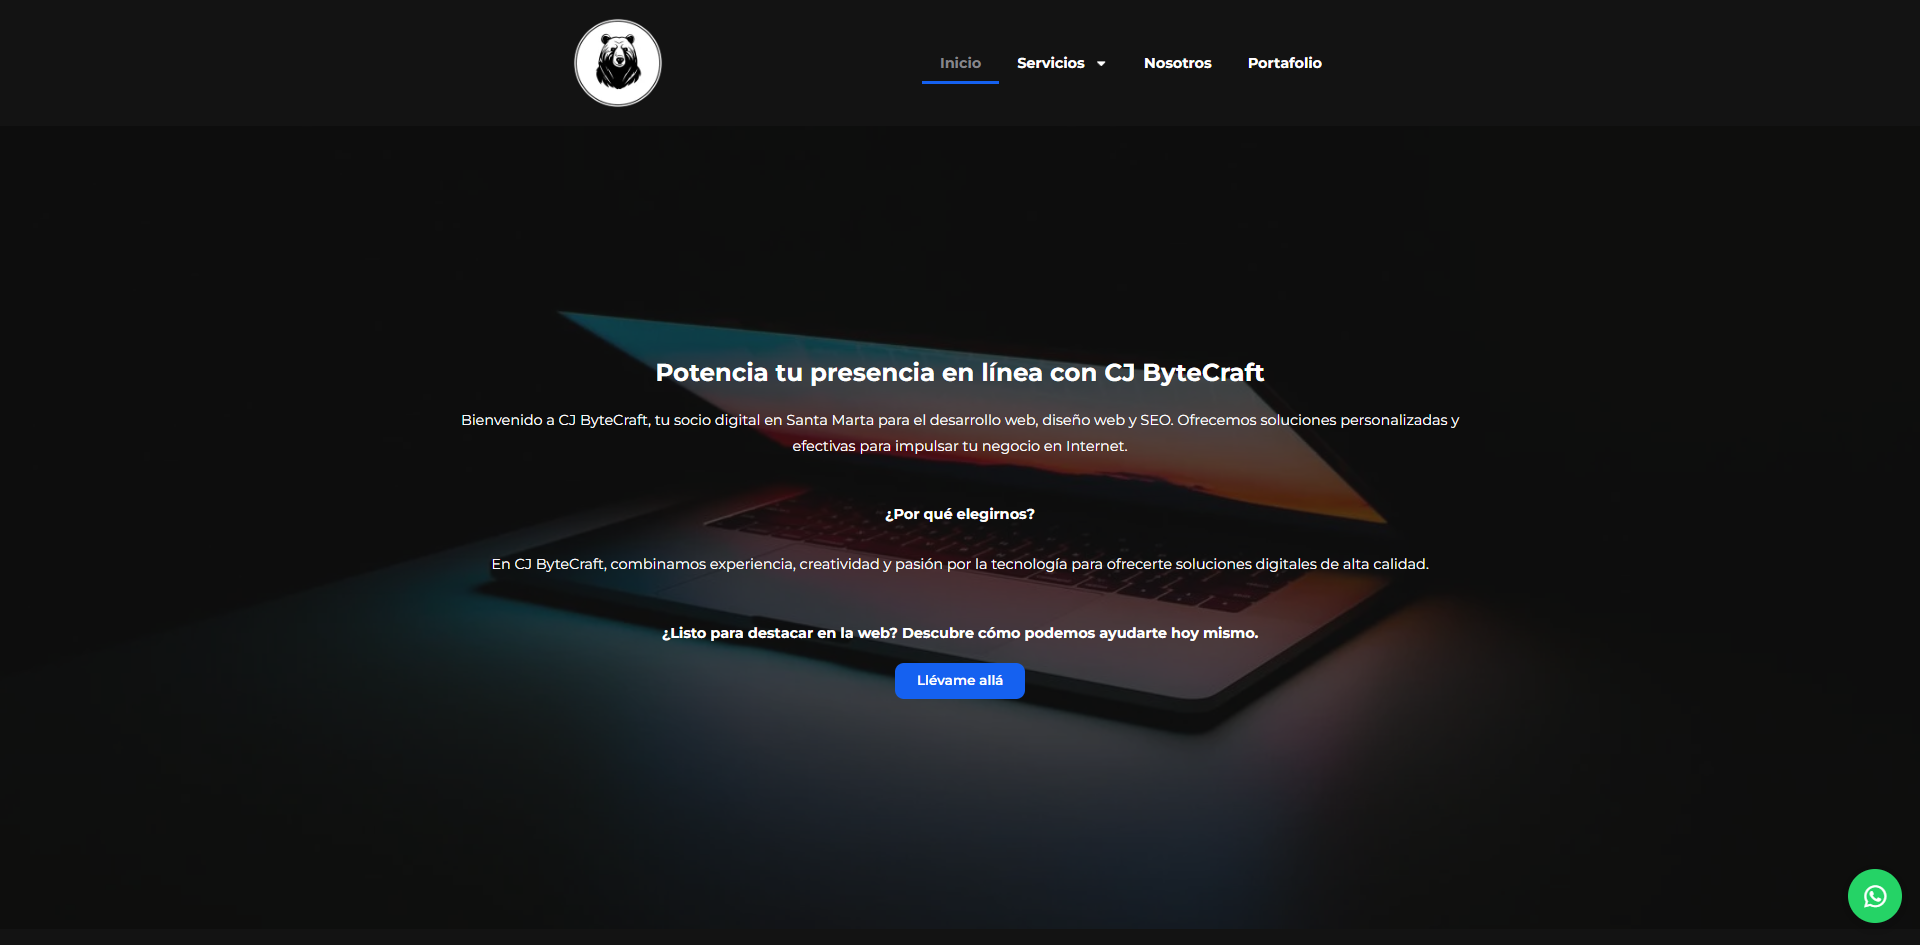 Inicio Servicios Nosotros Portafolio
Potencia tu presencia en línea con CJ ByteCraft
Bienvenido a CJ ByteCraft, tu socio digital en Santa Marta para el desarrollo web, diseño web y SEO. Ofrecemos soluciones personalizadas y
efectivas para impulsar tu negocio en Internet.
¿Por qué elegirnos?
En CJ ByteCraft, combinamos experiencia, creatividad y pasión por la tecnología para ofrecerte soluciones digitales de alta calidad.
¿Listo para destacar en la web? Descubre cómo podemos ayudarte hoy mismo.
Llévame allá